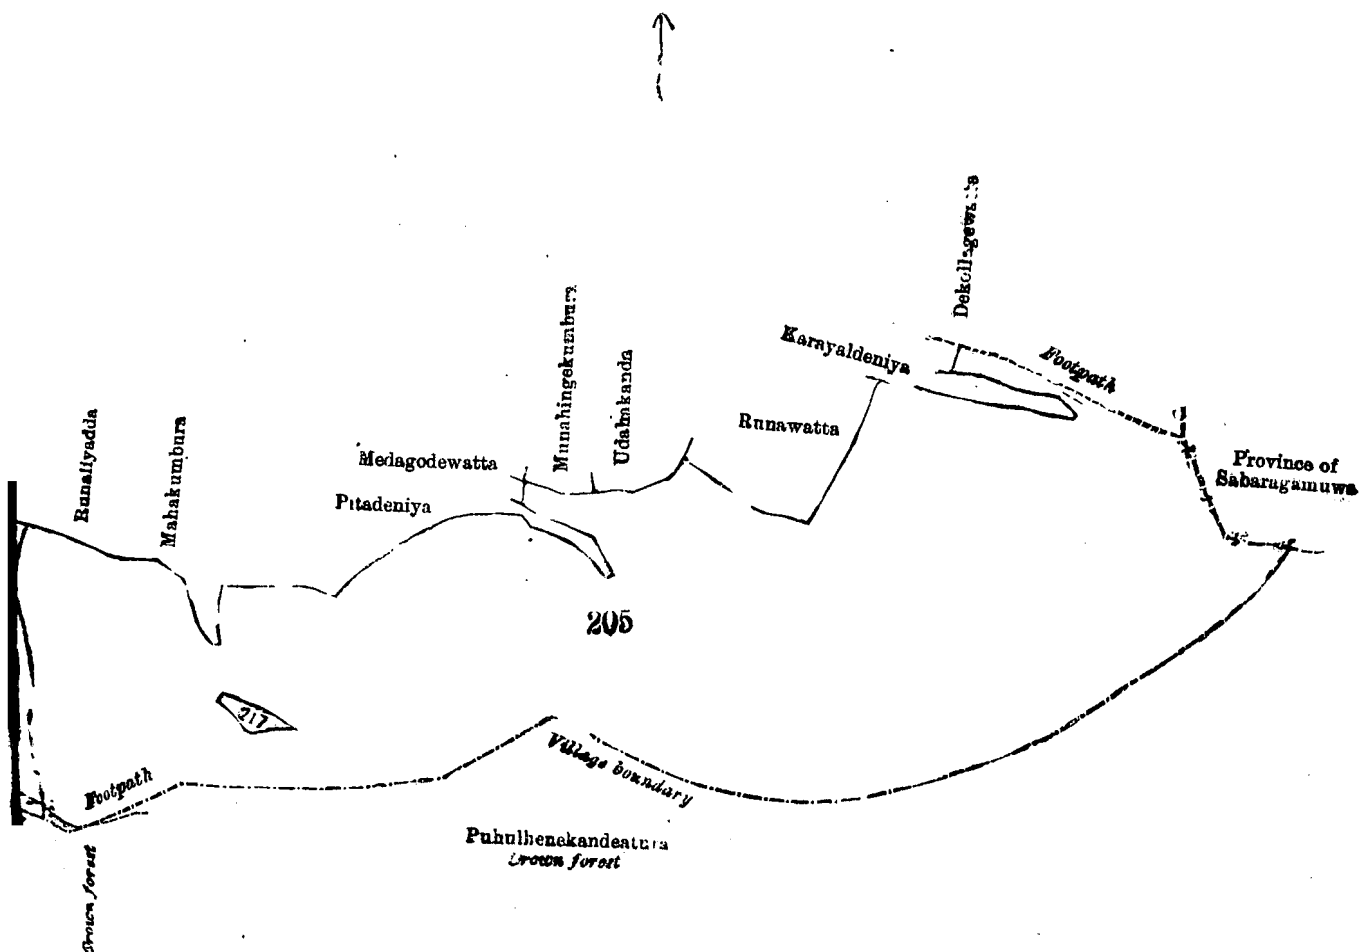 Dekollagewatta
Karayaldeniya
Footpath
Munahingekumbura
Udahakanda
Runawatta
Medagodewatta
Pitadeniya
Province of
Sabaragamuwa
Runaliyadda
Mahakumbura
205
217
Village boundary
Footpath
Puhulhenekandeatura
Crown forest
Crown forest